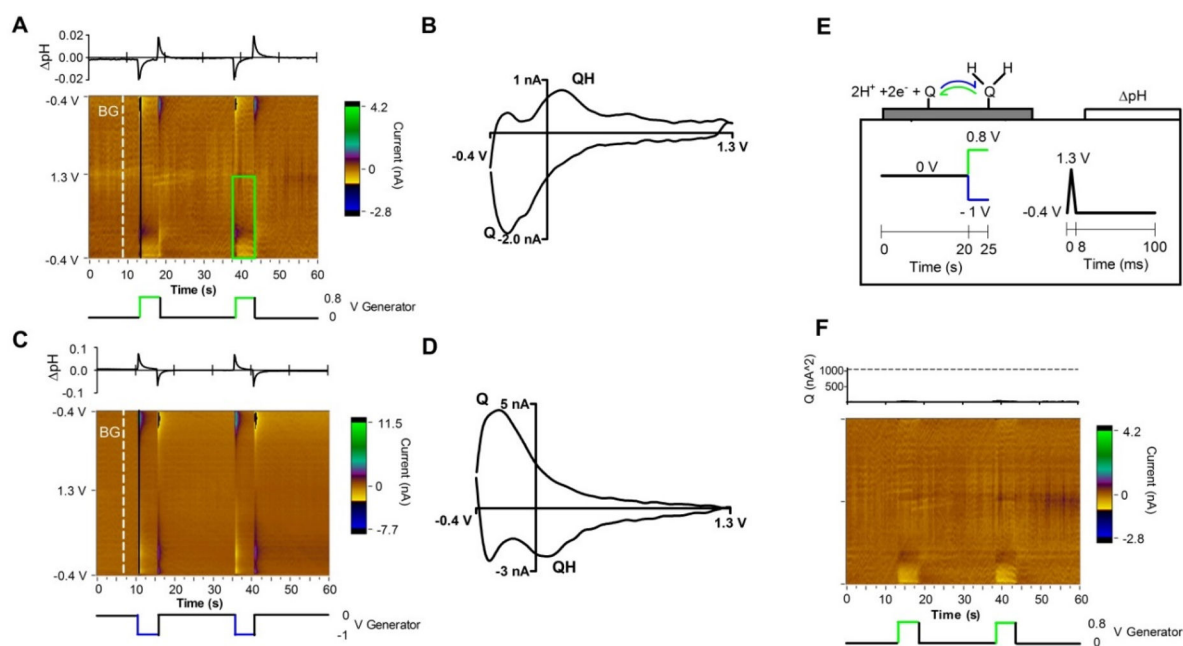 A
ΔpH
0.02
0.00
-0.02
-0.4 V
1.3 V
-0.4 V
BG
4.2
0
-2.8
Current (nA)
0 10 20 30 40 50 60
Time (s)
0.8
0
V Generator
B
1 nA
QH
-0.4 V
1.3 V
Q
-2.0 nA
C
ΔpH
0.1
0.0
-0.1
-0.4 V
1.3 V
-0.4 V
BG
11.5
0
-7.7
Current (nA)
0 10 20 30 40 50 60
Time (s)
0
-1
V Generator
D
Q
5 nA
-0.4 V
1.3 V
-3 nA
QH
E
H H
2H⁺ +2e⁻ + Q
Q
ΔpH
0.8 V
0 V
- 1 V
0 20 25
Time (s)
1.3 V
-0.4 V
0 8 100
Time (ms)
F
Q (nA^2)
1000
500
4.2
0
-2.8
Current (nA)
0 10 20 30 40 50 60
Time (s)
0.8
0
V Generator